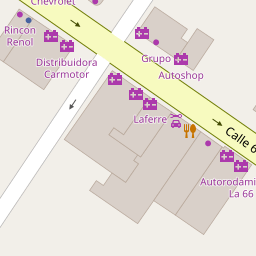 Chevrolet
Rincón
Renol
Distribuidora
Carmotor
Grupo
Autoshop
Laferre
Calle 6
Autorodami
La 66